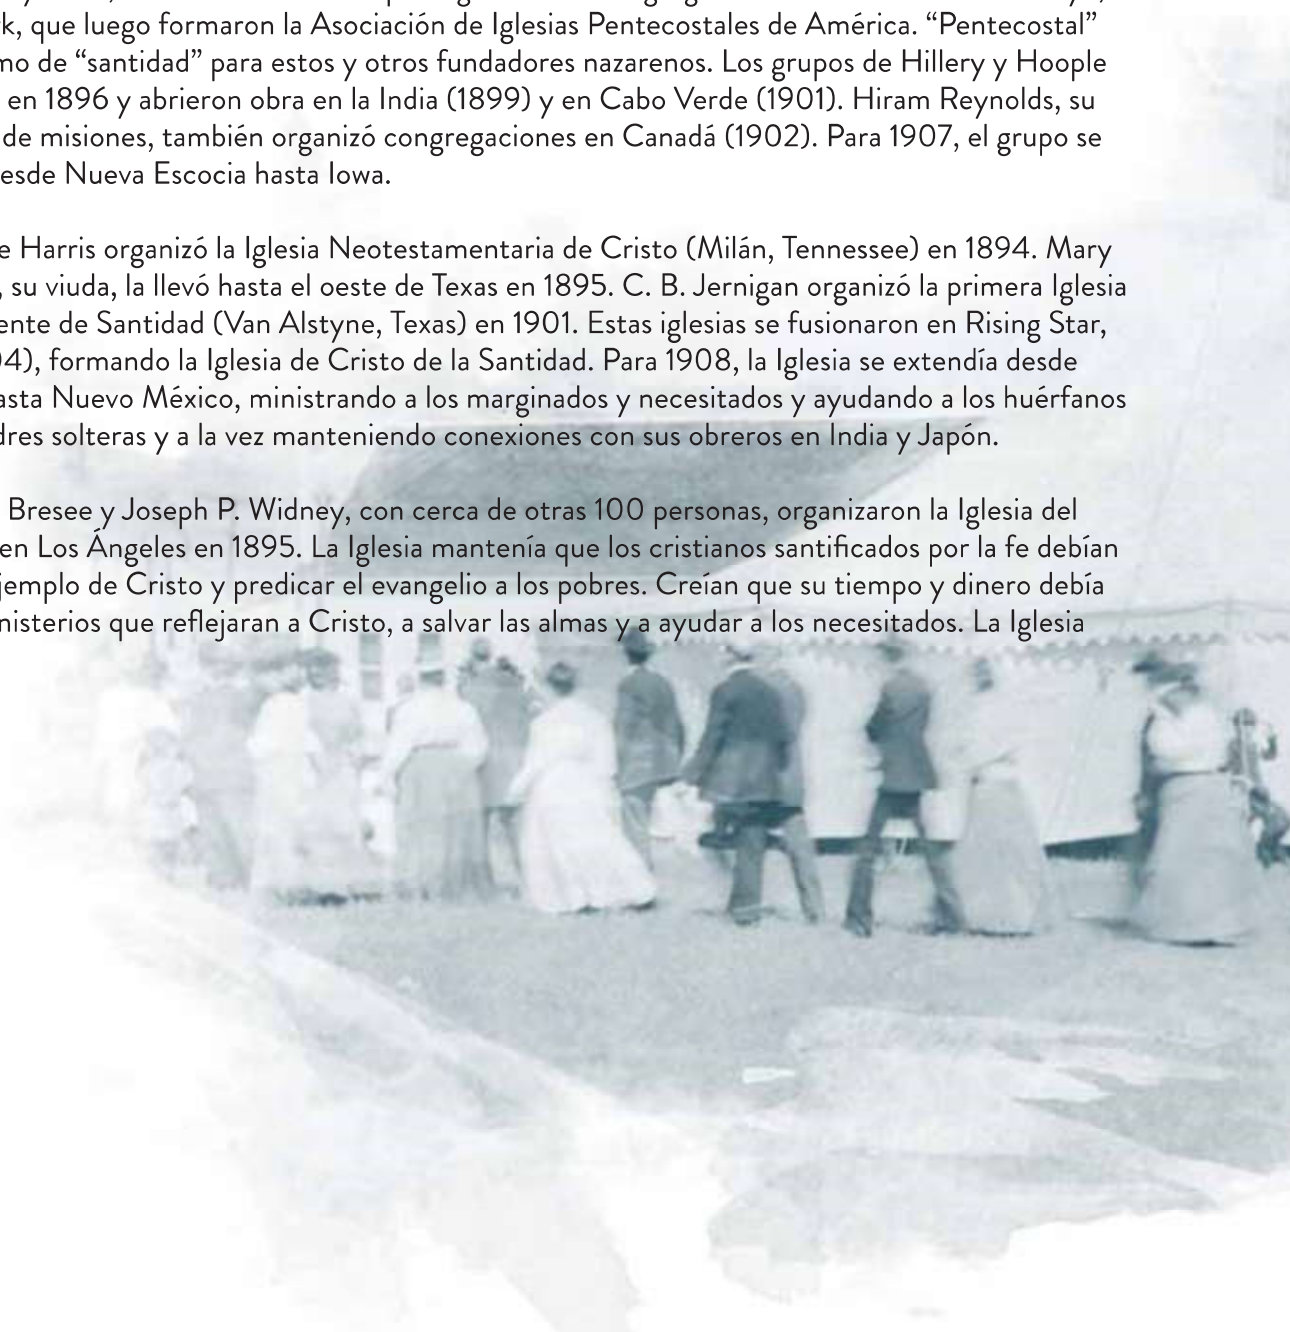 k, que luego formaron la Asociación de Iglesias Pentecostales de América. “Pentecostal”
mo de “santidad” para estos y otros fundadores nazarenos. Los grupos de Hillery y Hoople
en 1896 y abrieron obra en la India (1899) y en Cabo Verde (1901). Hiram Reynolds, su
de misiones, también organizó congregaciones en Canadá (1902). Para 1907, el grupo se
esde Nueva Escocia hasta Iowa.
e Harris organizó la Iglesia Neotestamentaria de Cristo (Milán, Tennessee) en 1894. Mary
, su viuda, la llevó hasta el oeste de Texas en 1895. C. B. Jernigan organizó la primera Iglesia
ente de Santidad (Van Alstyne, Texas) en 1901. Estas iglesias se fusionaron en Rising Star,
04), formando la Iglesia de Cristo de la Santidad. Para 1908, la Iglesia se extendía desde
asta Nuevo México, ministrando a los marginados y necesitados y ayudando a los huérfanos
dres solteras y a la vez manteniendo conexiones con sus obreros en India y Japón.
Bresee y Joseph P. Widney, con cerca de otras 100 personas, organizaron la Iglesia del
en Los Ángeles en 1895. La Iglesia mantenía que los cristianos santificados por la fe debían
jemplo de Cristo y predicar el evangelio a los pobres. Creían que su tiempo y dinero debía
nisterios que reflejaran a Cristo, a salvar las almas y a ayudar a los necesitados. La Iglesia